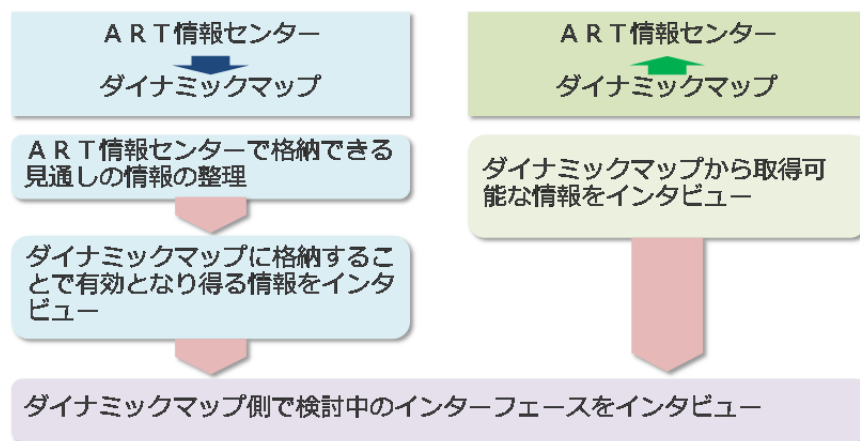 ＡＲＴ情報センター
ダイナミックマップ
ＡＲＴ情報センターで格納できる
見通しの情報の整理
ダイナミックマップに格納するこ
とで有効となり得る情報をインタ
ビュー
ＡＲＴ情報センター
ダイナミックマップ
ダイナミックマップから取得可
能な情報をインタビュー
ダイナミックマップ側で検討中のインターフェースをインタビュー